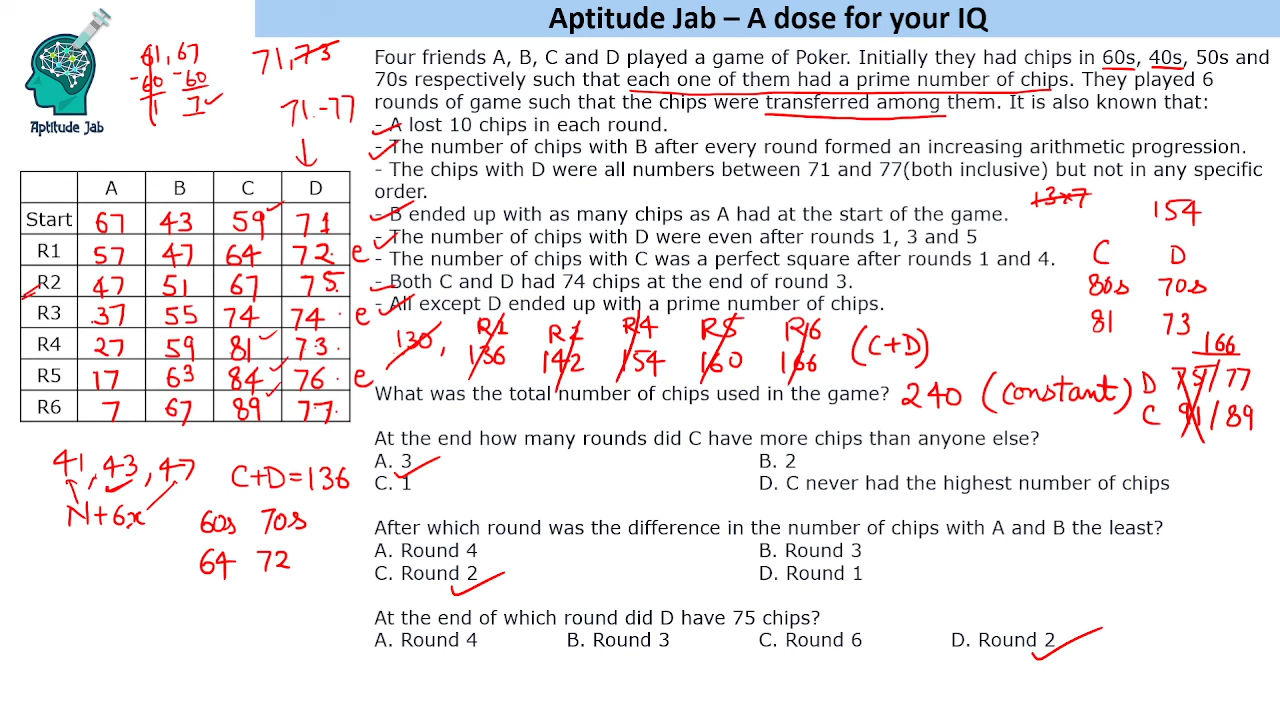 Aptitude Jab – A dose for your IQ
Aptitude Jab
61, 67
-60 -60
1 7
71, 73
71-77
Four friends A, B, C and D played a game of Poker. Initially they had chips in 60s, 40s, 50s and
70s respectively such that each one of them had a prime number of chips. They played 6
rounds of game such that the chips were transferred among them. It is also known that:
- A lost 10 chips in each round.
- The number of chips with B after every round formed an increasing arithmetic progression.
- The chips with D were all numbers between 71 and 77(both inclusive) but not in any specific
order.
- B ended up with as many chips as A had at the start of the game.
- The number of chips with D were even after rounds 1, 3 and 5
- The number of chips with C was a perfect square after rounds 1 and 4.
- Both C and D had 74 chips at the end of round 3.
- All except D ended up with a prime number of chips.
A B C D
Start 67 43 59 71
R1 57 47 64 72 e
R2 47 51 67 75
R3 37 55 74 74 e
R4 27 59 81 73
R5 17 63 84 76 e
R6 7 67 89 77
154
C D
80s 70s
81 73
R1 R2 R4 R5 R6
130, 136 142 154 160 166 (C+D)
166
D 75/77
C 91/89
What was the total number of chips used in the game? 240 (constant)
At the end how many rounds did C have more chips than anyone else?
A. 3 B. 2
C. 1 D. C never had the highest number of chips
41, 43, 47
N+6x
C+D=136
60s 70s
64 72
After which round was the difference in the number of chips with A and B the least?
A. Round 4 B. Round 3
C. Round 2 D. Round 1
At the end of which round did D have 75 chips?
A. Round 4 B. Round 3 C. Round 6 D. Round 2